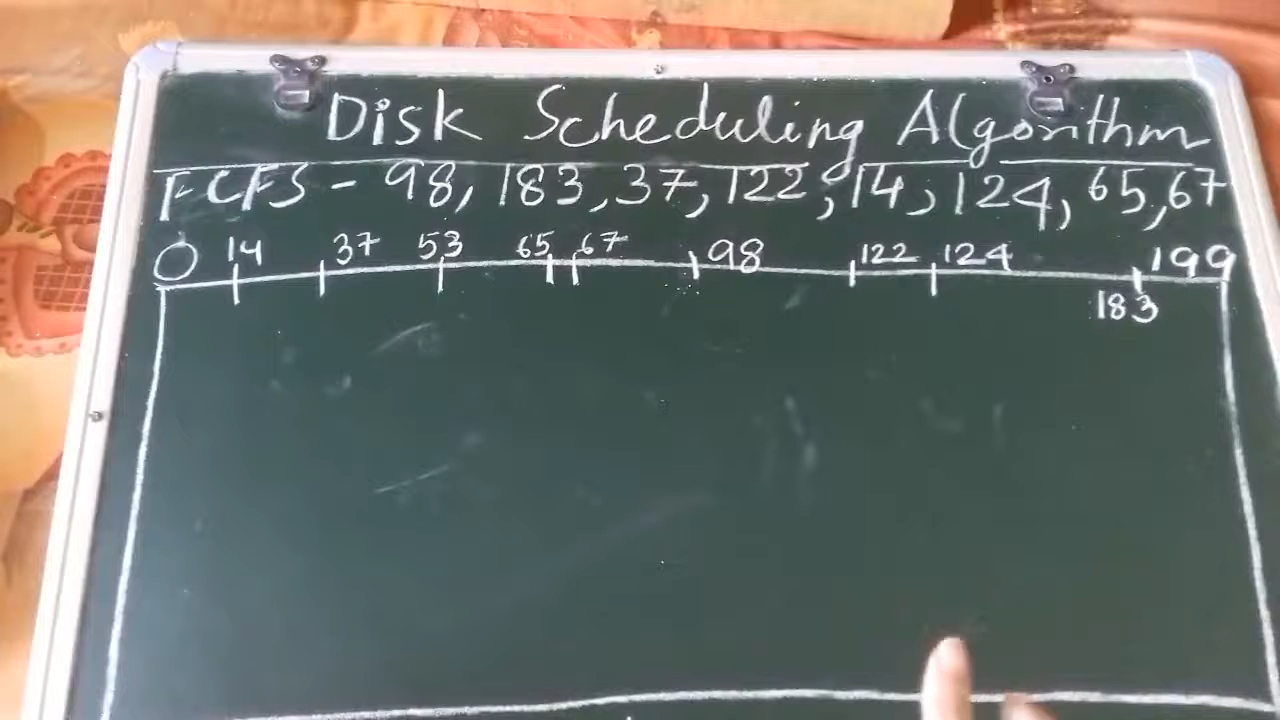 Disk Scheduling Algorithm
FCFS - 98, 183, 37, 122, 14, 124, 65, 67
0 14 37 53 65 67 98 122 124 199
183